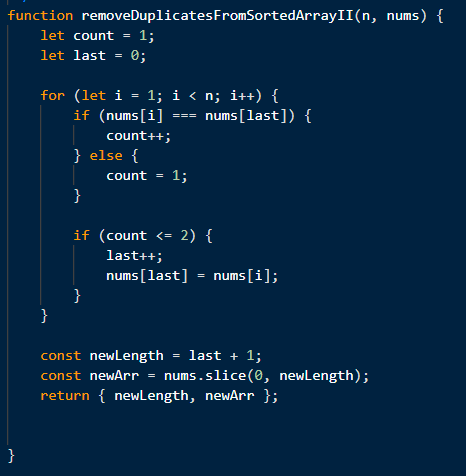 function removeDuplicatesFromSortedArrayII(n, nums) {
    let count = 1;
    let last = 0;

    for (let i = 1; i < n; i++) {
        if (nums[i] === nums[last]) {
            count++;
        } else {
            count = 1;
        }

        if (count <= 2) {
            last++;
            nums[last] = nums[i];
        }
    }

    const newLength = last + 1;
    const newArr = nums.slice(0, newLength);
    return { newLength, newArr };


}